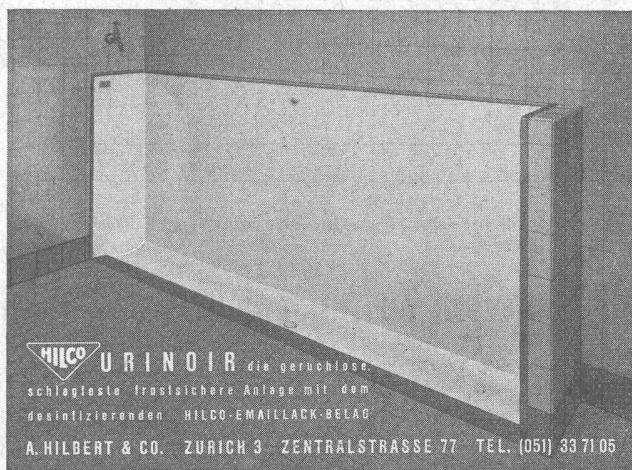 HILCO URINOIR die geruchlose,
schlagfeste frostsichere Anlage mit dem
desinfizierenden HILCO-EMAILLACK-BELAG
A. HILBERT & CO. ZURICH 3 ZENTRALSTRASSE 77 TEL. (051) 33 71 05